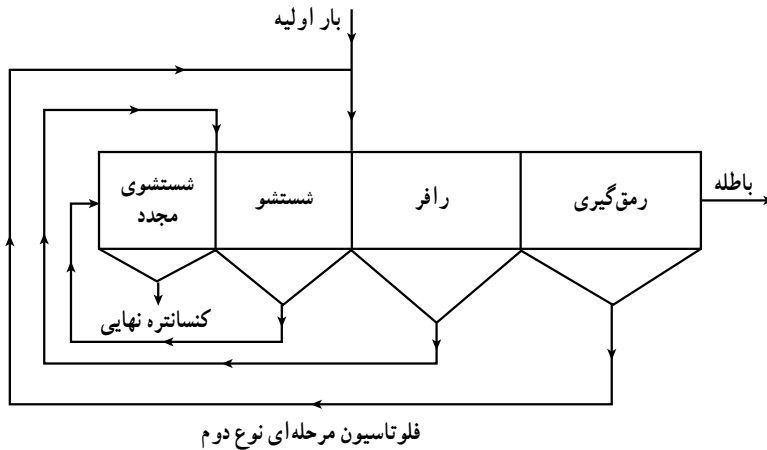 بار اولیه
شستشوی
مجدد
شستشو
رافر
رمق‌گیری
باطله
کنسانتره نهایی
فلوتاسیون مرحله‌ای نوع دوم